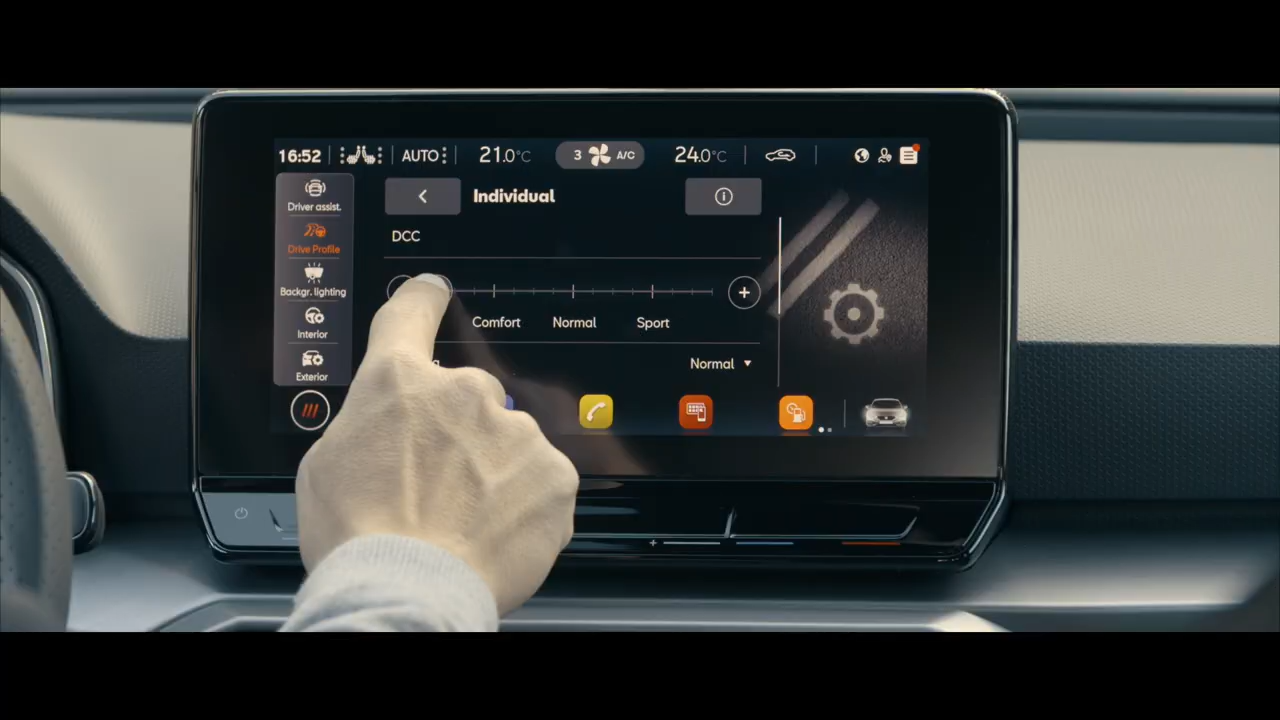 16:52 AUTO 21.0°C 3 A/C 24.0°C
Driver assist.
Drive Profile
Backgr. lighting
Interior
Exterior
Individual
DCC
Comfort Normal Sport
Normal